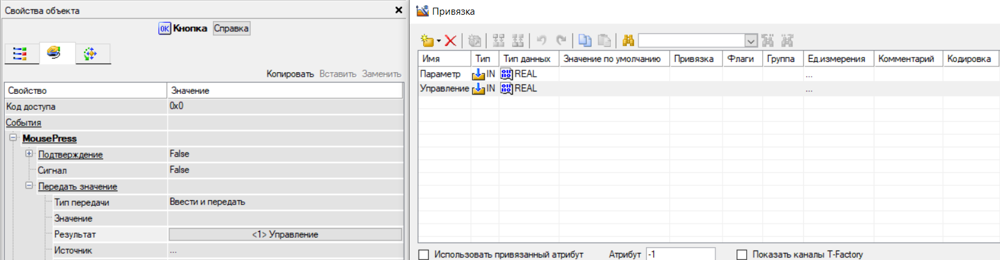 Свойства объекта
OK Кнопка Справка
Копировать Вставить Заменить
Свойство Значение
Код доступа 0x0
События
MousePress
Подтверждение False
Сигнал False
Передать значение
Тип передачи Ввести и передать
Значение
Результат <1> Управление
Источник ...
Привязка
Имя Тип Тип данных Значение по умолчанию Привязка Флаги Группа Ед.измерения Комментарий Кодировка
Параметр IN REAL ...
Управление IN REAL ...
Использовать привязанный атрибут Атрибут -1 Показать каналы T-Factory